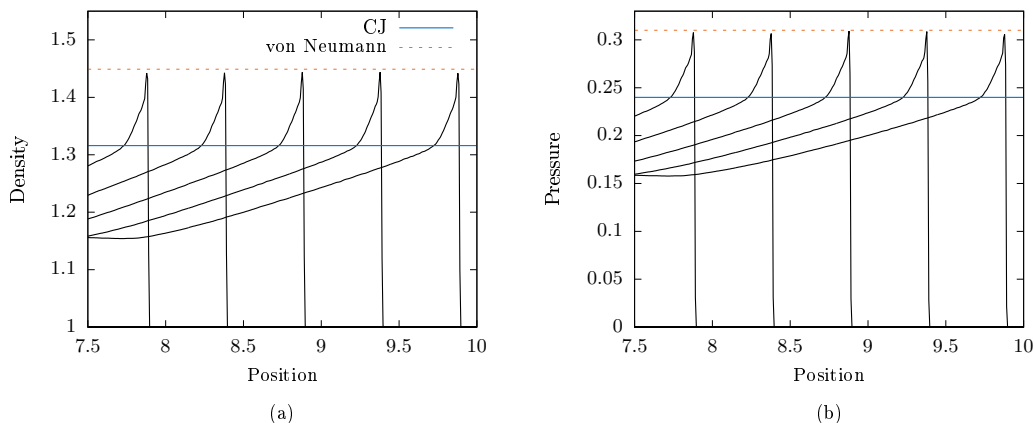 CJ
von Neumann
Density
1.5
1.4
1.3
1.2
1.1
1
7.5 8 8.5 9 9.5 10
Position
(a)
Pressure
0.3
0.25
0.2
0.15
0.1
0.05
0
7.5 8 8.5 9 9.5 10
Position
(b)